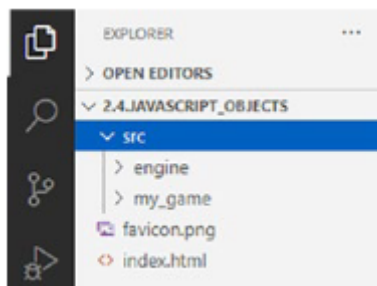 EXPLORER ...
OPEN EDITORS
2.4.JAVASCRIPT_OBJECTS
src
engine
my_game
favicon.png
index.html